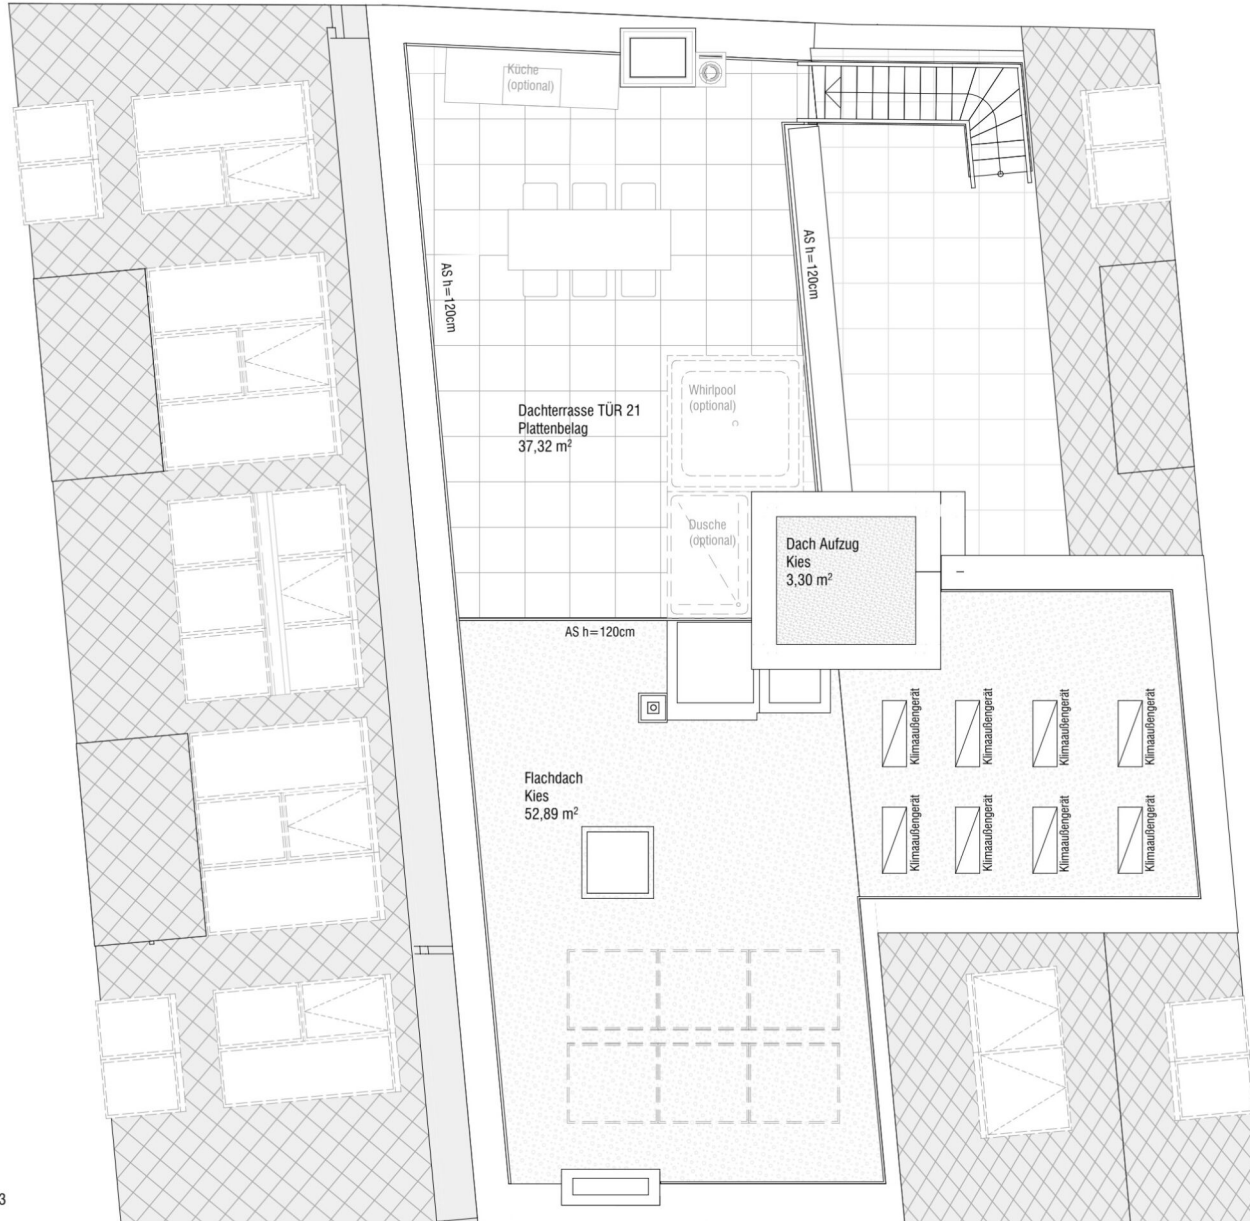 Küche
(optional)
AS h=120cm
AS h=120cm
Whirlpool
(optional)
Dachterrasse TÜR 21
Plattenbelag
37,32 m²
Dusche
(optional)
Dach Aufzug
Kies
3,30 m²
AS h=120cm
Klimaaußengerät
Klimaaußengerät
Klimaaußengerät
Klimaaußengerät
Flachdach
Kies
52,89 m²
Klimaaußengerät
Klimaaußengerät
Klimaaußengerät
Klimaaußengerät
3